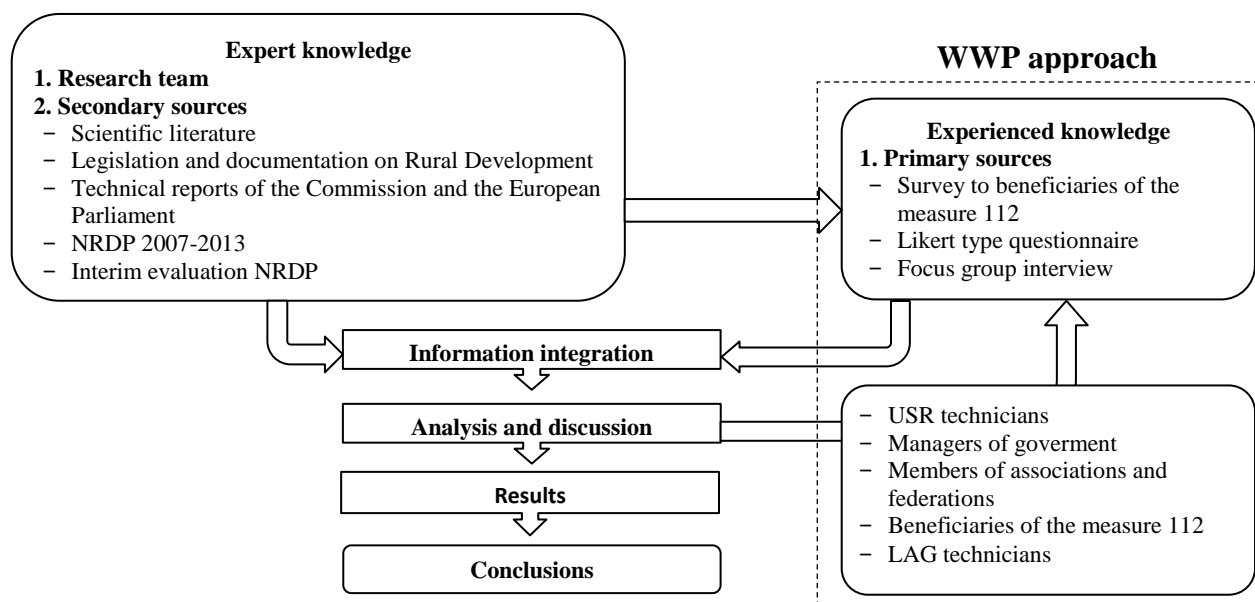 Expert knowledge
1. Research team
2. Secondary sources
− Scientific literature
− Legislation and documentation on Rural Development
− Technical reports of the Commission and the European
Parliament
− NRDP 2007-2013
− Interim evaluation NRDP
WWP approach
Experienced knowledge
1. Primary sources
− Survey to beneficiaries of the
measure 112
− Likert type questionnaire
− Focus group interview
Information integration
Analysis and discussion
Results
Conclusions
− USR technicians
− Managers of goverment
− Members of associations and
federations
− Beneficiaries of the measure 112
− LAG technicians